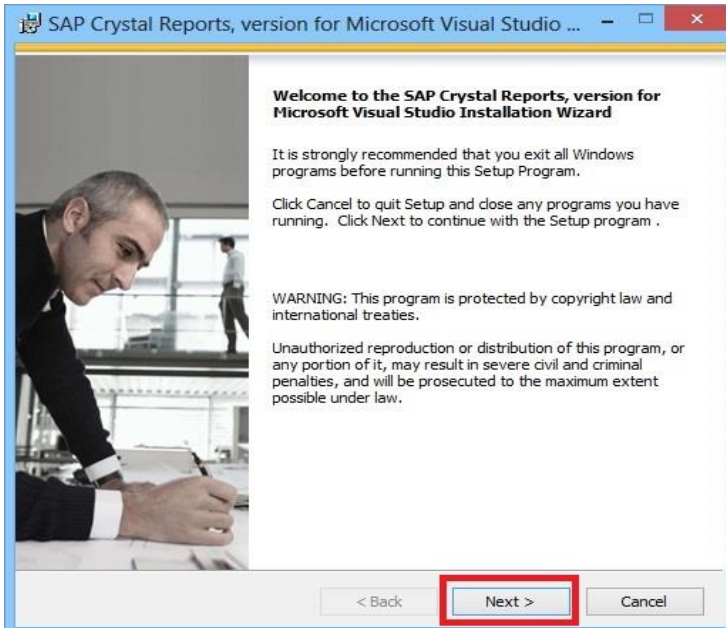 SAP Crystal Reports, version for Microsoft Visual Studio ...
Welcome to the SAP Crystal Reports, version for
Microsoft Visual Studio Installation Wizard
It is strongly recommended that you exit all Windows
programs before running this Setup Program.
Click Cancel to quit Setup and close any programs you have
running.  Click Next to continue with the Setup program .
WARNING: This program is protected by copyright law and
international treaties.
Unauthorized reproduction or distribution of this program, or
any portion of it, may result in severe civil and criminal
penalties, and will be prosecuted to the maximum extent
possible under law.
< Back Next > Cancel